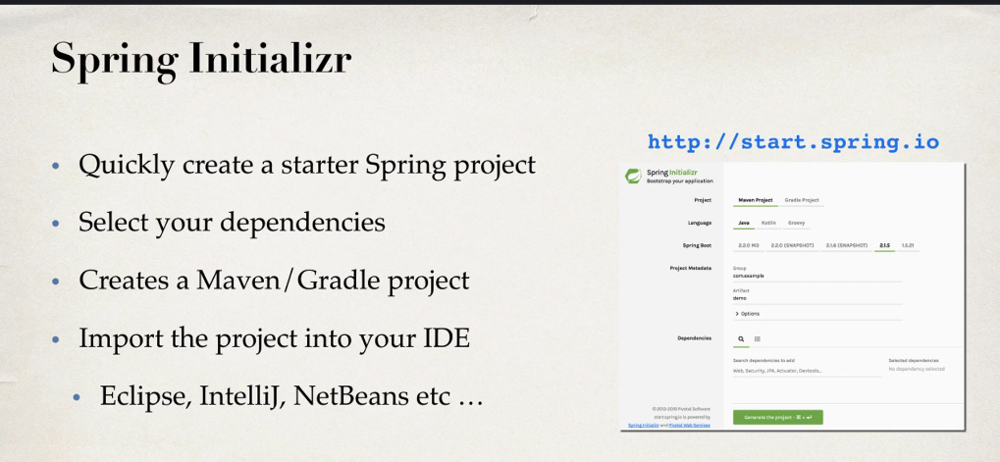 Spring Initializr
• Quickly create a starter Spring project
• Select your dependencies
• Creates a Maven/Gradle project
• Import the project into your IDE
• Eclipse, IntelliJ, NetBeans etc …
http://start.spring.io
Spring Initializr
Bootstrap your application
Project
Maven Project Gradle Project
Language
Java Kotlin Groovy
Spring Boot
2.2.0 M3 2.2.0 (SNAPSHOT) 2.1.6 (SNAPSHOT) 2.1.5 1.5.21
Project Metadata
Group
com.example
Artifact
demo
> Options
Dependencies
Search dependencies to add
Web, Security, JPA, Actuator, Devtools...
Selected dependencies
No dependency selected
© 2013-2019 Pivotal Software
start.spring.io is powered by
Spring Initializr and Pivotal Web Services
Generate the project - ⌘ + ⏎